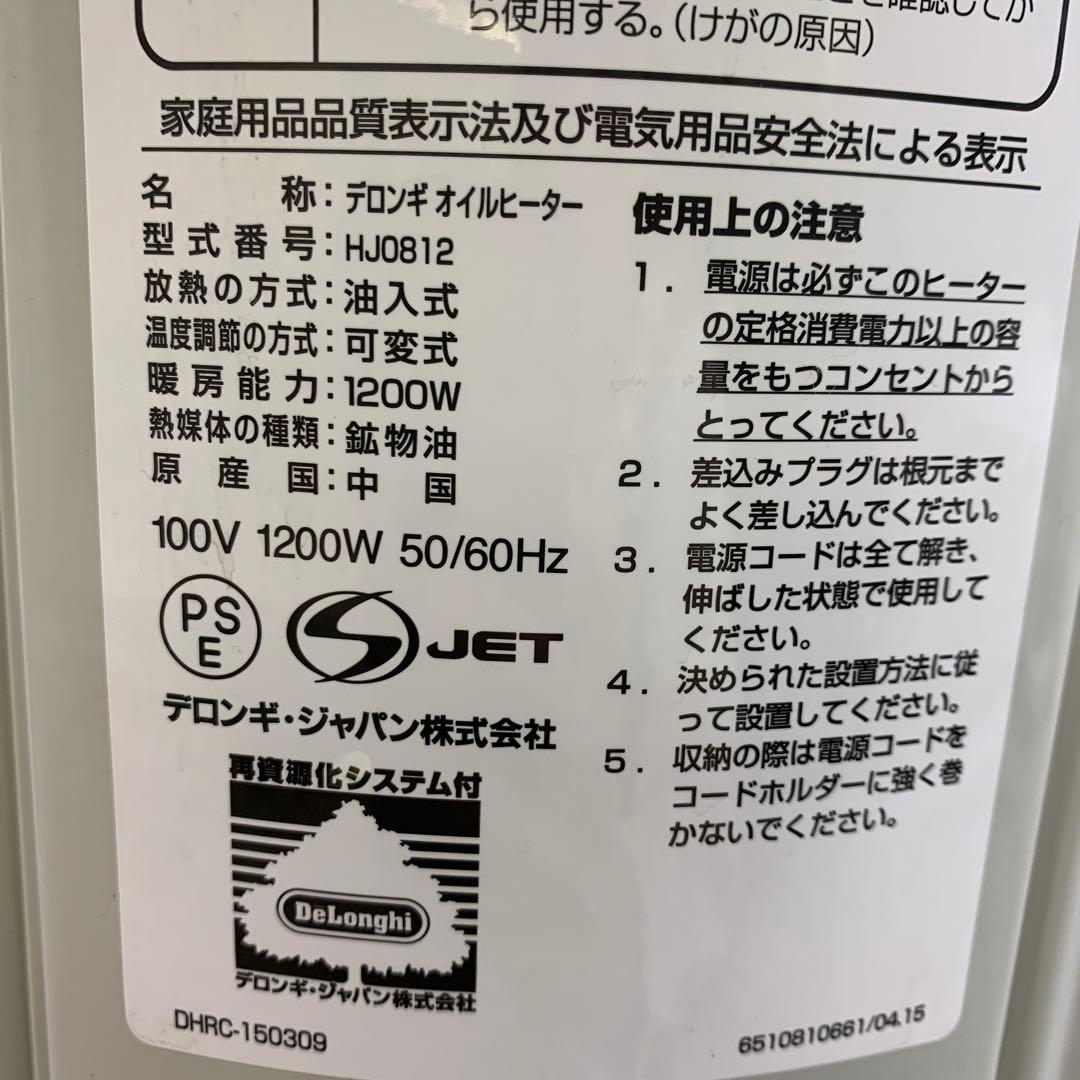 確認してか
ら使用する。(けがの原因)
家庭用品品質表示法及び電気用品安全法による表示
名称:デロンギ オイルヒーター
型式番号:HJ0812
放熱の方式:油入式
温度調節の方式:可変式
暖房能力:1200W
熱媒体の種類:鉱物油
原産国:中国
100V 1200W 50/60Hz
PS
E
S JET
デロンギ・ジャパン株式会社
再資源化システム付
DeLonghi
デロンギ・ジャパン株式会社
DHRC-150309
使用上の注意
1. 電源は必ずこのヒーター
の定格消費電力以上の容
量をもつコンセントから
とってください。
2. 差込みプラグは根元まで
よく差し込んでください。
3. 電源コードは全て解き、
伸ばした状態で使用して
ください。
4. 決められた設置方法に従
って設置してください。
5. 収納の際は電源コードを
コードホルダーに強く巻
かないでください。
6510810661/04.15